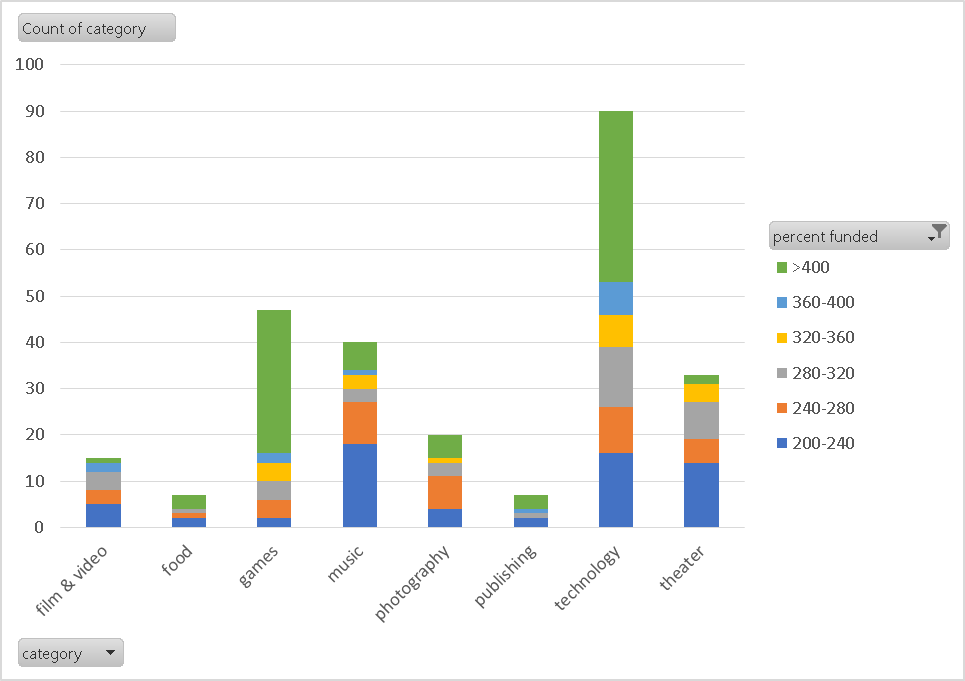 Count of category
100
90
80
70
60
50
40
30
20
10
0
film & video
food
games
music
photography
publishing
technology
theater
percent funded
>400
360-400
320-360
280-320
240-280
200-240
category